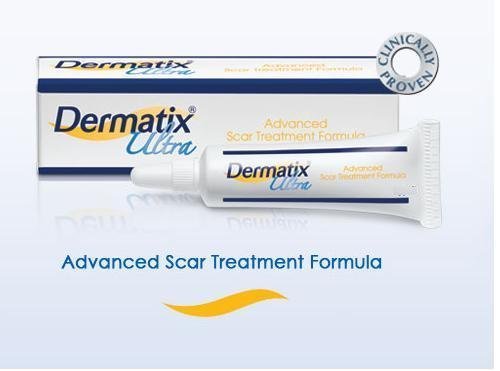 Dermatix® Ultra
Advanced
Scar Treatment Formula
CLINICALLY
PROVEN
Dermatix®
Ultra
Advanced
Scar Treatment Formula
Dermatix®
Ultra
Advanced
Scar Treatment Formula
Advanced Scar Treatment Formula